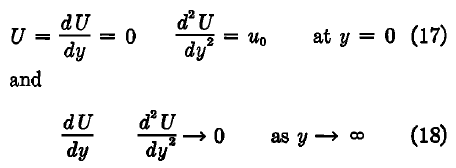 U = dU/dy = 0    d²U/dy² = u₀    at y = 0 (17)
and
dU/dy    d²U/dy² → 0    as y → ∞ (18)